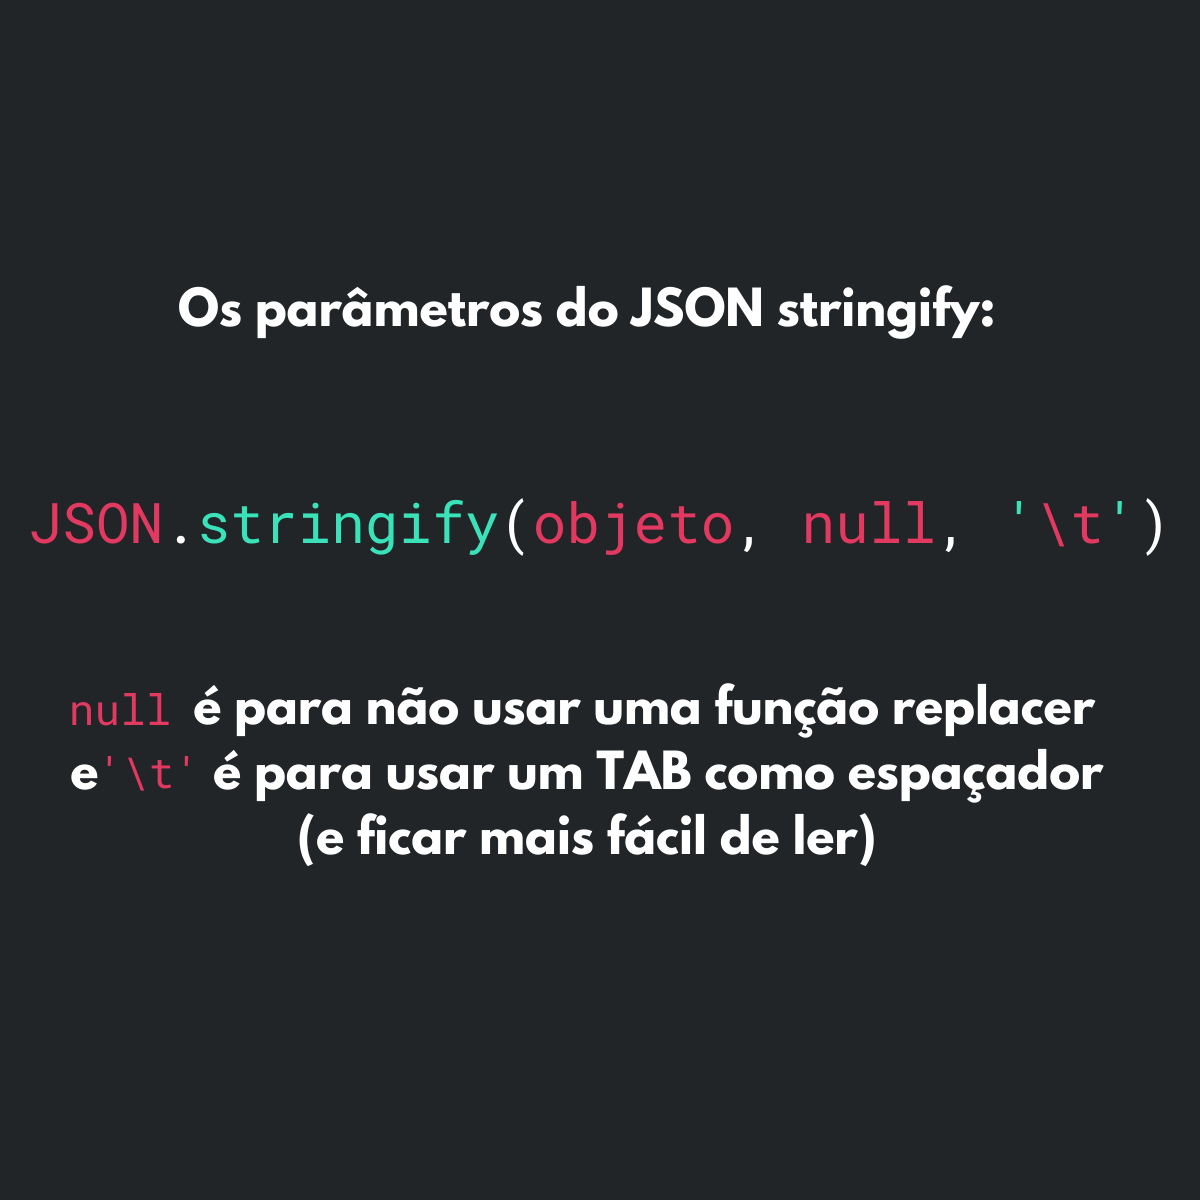 Os parâmetros do JSON stringify:
JSON.stringify(objeto, null, '\t')
null é para não usar uma função replacer
e'\t' é para usar um TAB como espaçador
(e ficar mais fácil de ler)